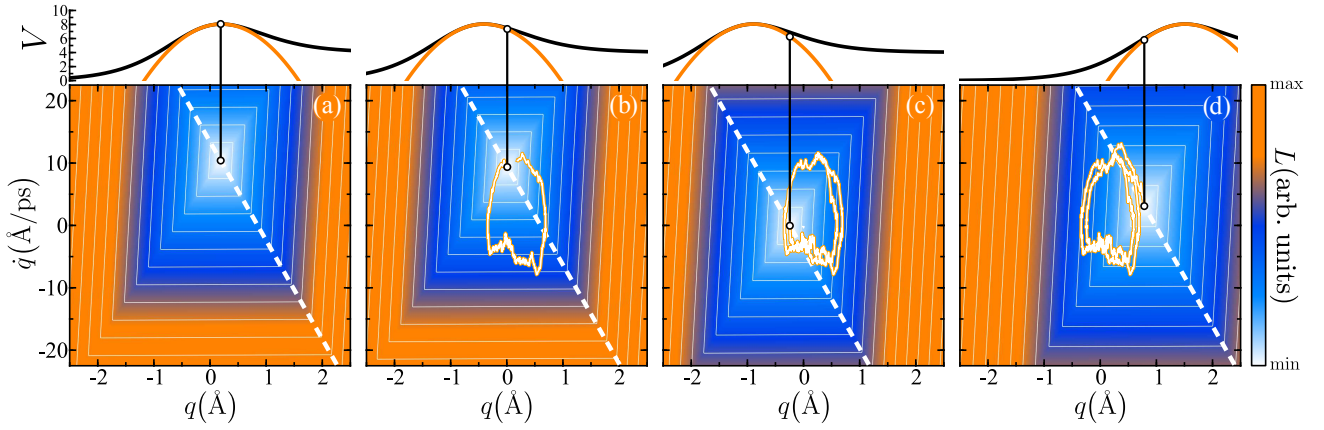 V
10
8
6
4
2
0
(a)
(b)
(c)
(d)
q̇(Å/ps)
20
10
0
-10
-20
-2 -1 0 1 2
-2 -1 0 1 2
-2 -1 0 1 2
-2 -1 0 1 2
q(Å)
q(Å)
q(Å)
q(Å)
max
L(arb. units)
min